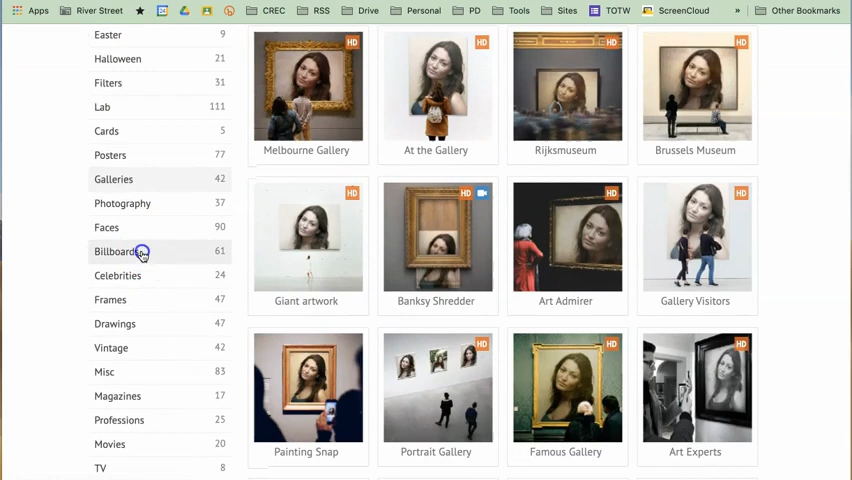 Apps River Street CREC RSS Drive Personal PD Tools Sites TOTW ScreenCloud » Other Bookmarks
Easter 9
Halloween 21
Filters 31
Lab 111
Cards 5
Posters 77
Galleries 42
Photography 37
Faces 90
Billboards 61
Celebrities 24
Frames 47
Drawings 47
Vintage 42
Misc 83
Magazines 17
Professions 25
Movies 20
TV 8
HD HD HD HD
Melbourne Gallery At the Gallery Rijksmuseum Brussels Museum
HD HD HD HD
Giant artwork Banksy Shredder Art Admirer Gallery Visitors
HD HD HD
Painting Snap Portrait Gallery Famous Gallery Art Experts